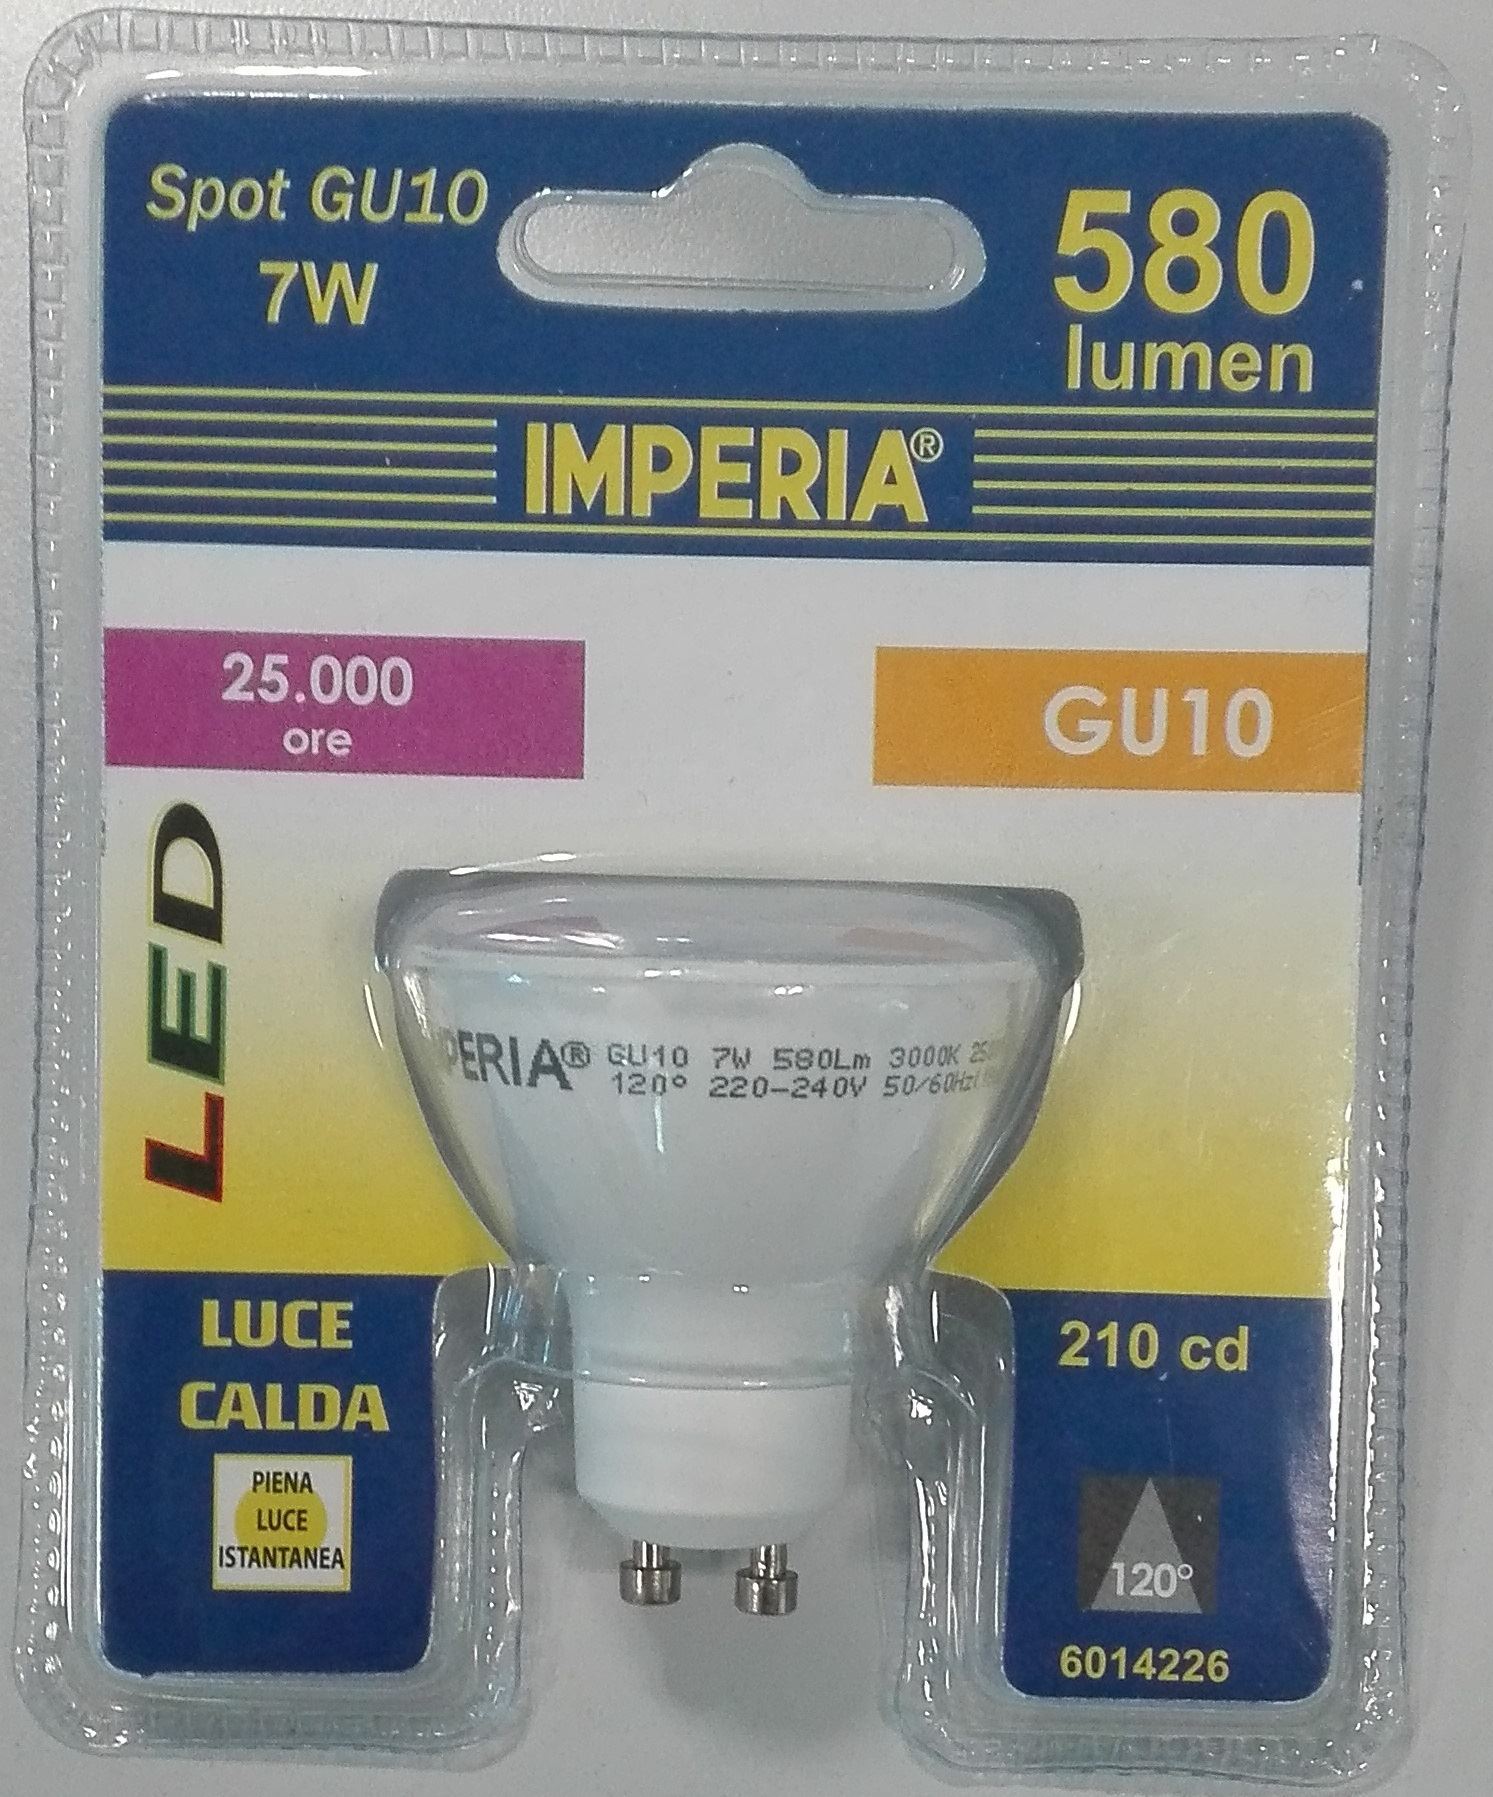 Spot GU10
7W
580
lumen
IMPERIA®
25.000
ore
GU10
LED
PERIA® GU10 7W 580Lm 3000K
120° 220-240V 50/60Hz
LUCE
CALDA
PIENA
LUCE
ISTANTANEA
210 cd
120°
6014226